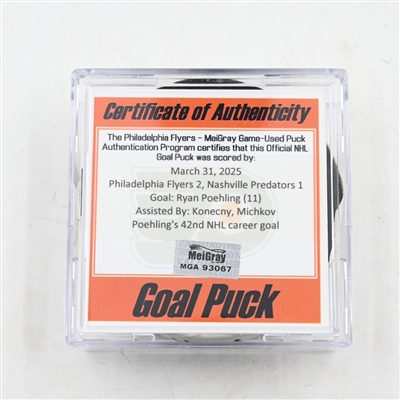 Certificate of Authenticity
The Philadelphia Flyers - MeiGray Game-Used Puck
Authentication Program certifies that this Official NHL
Goal Puck was scored by:
March 31, 2025
Philadelphia Flyers 2, Nashville Predators 1
Goal: Ryan Poehling (11)
Assisted By: Konecny, Michkov
Poehling's 42nd NHL career goal
MeiGray
MGA 93067
Goal Puck